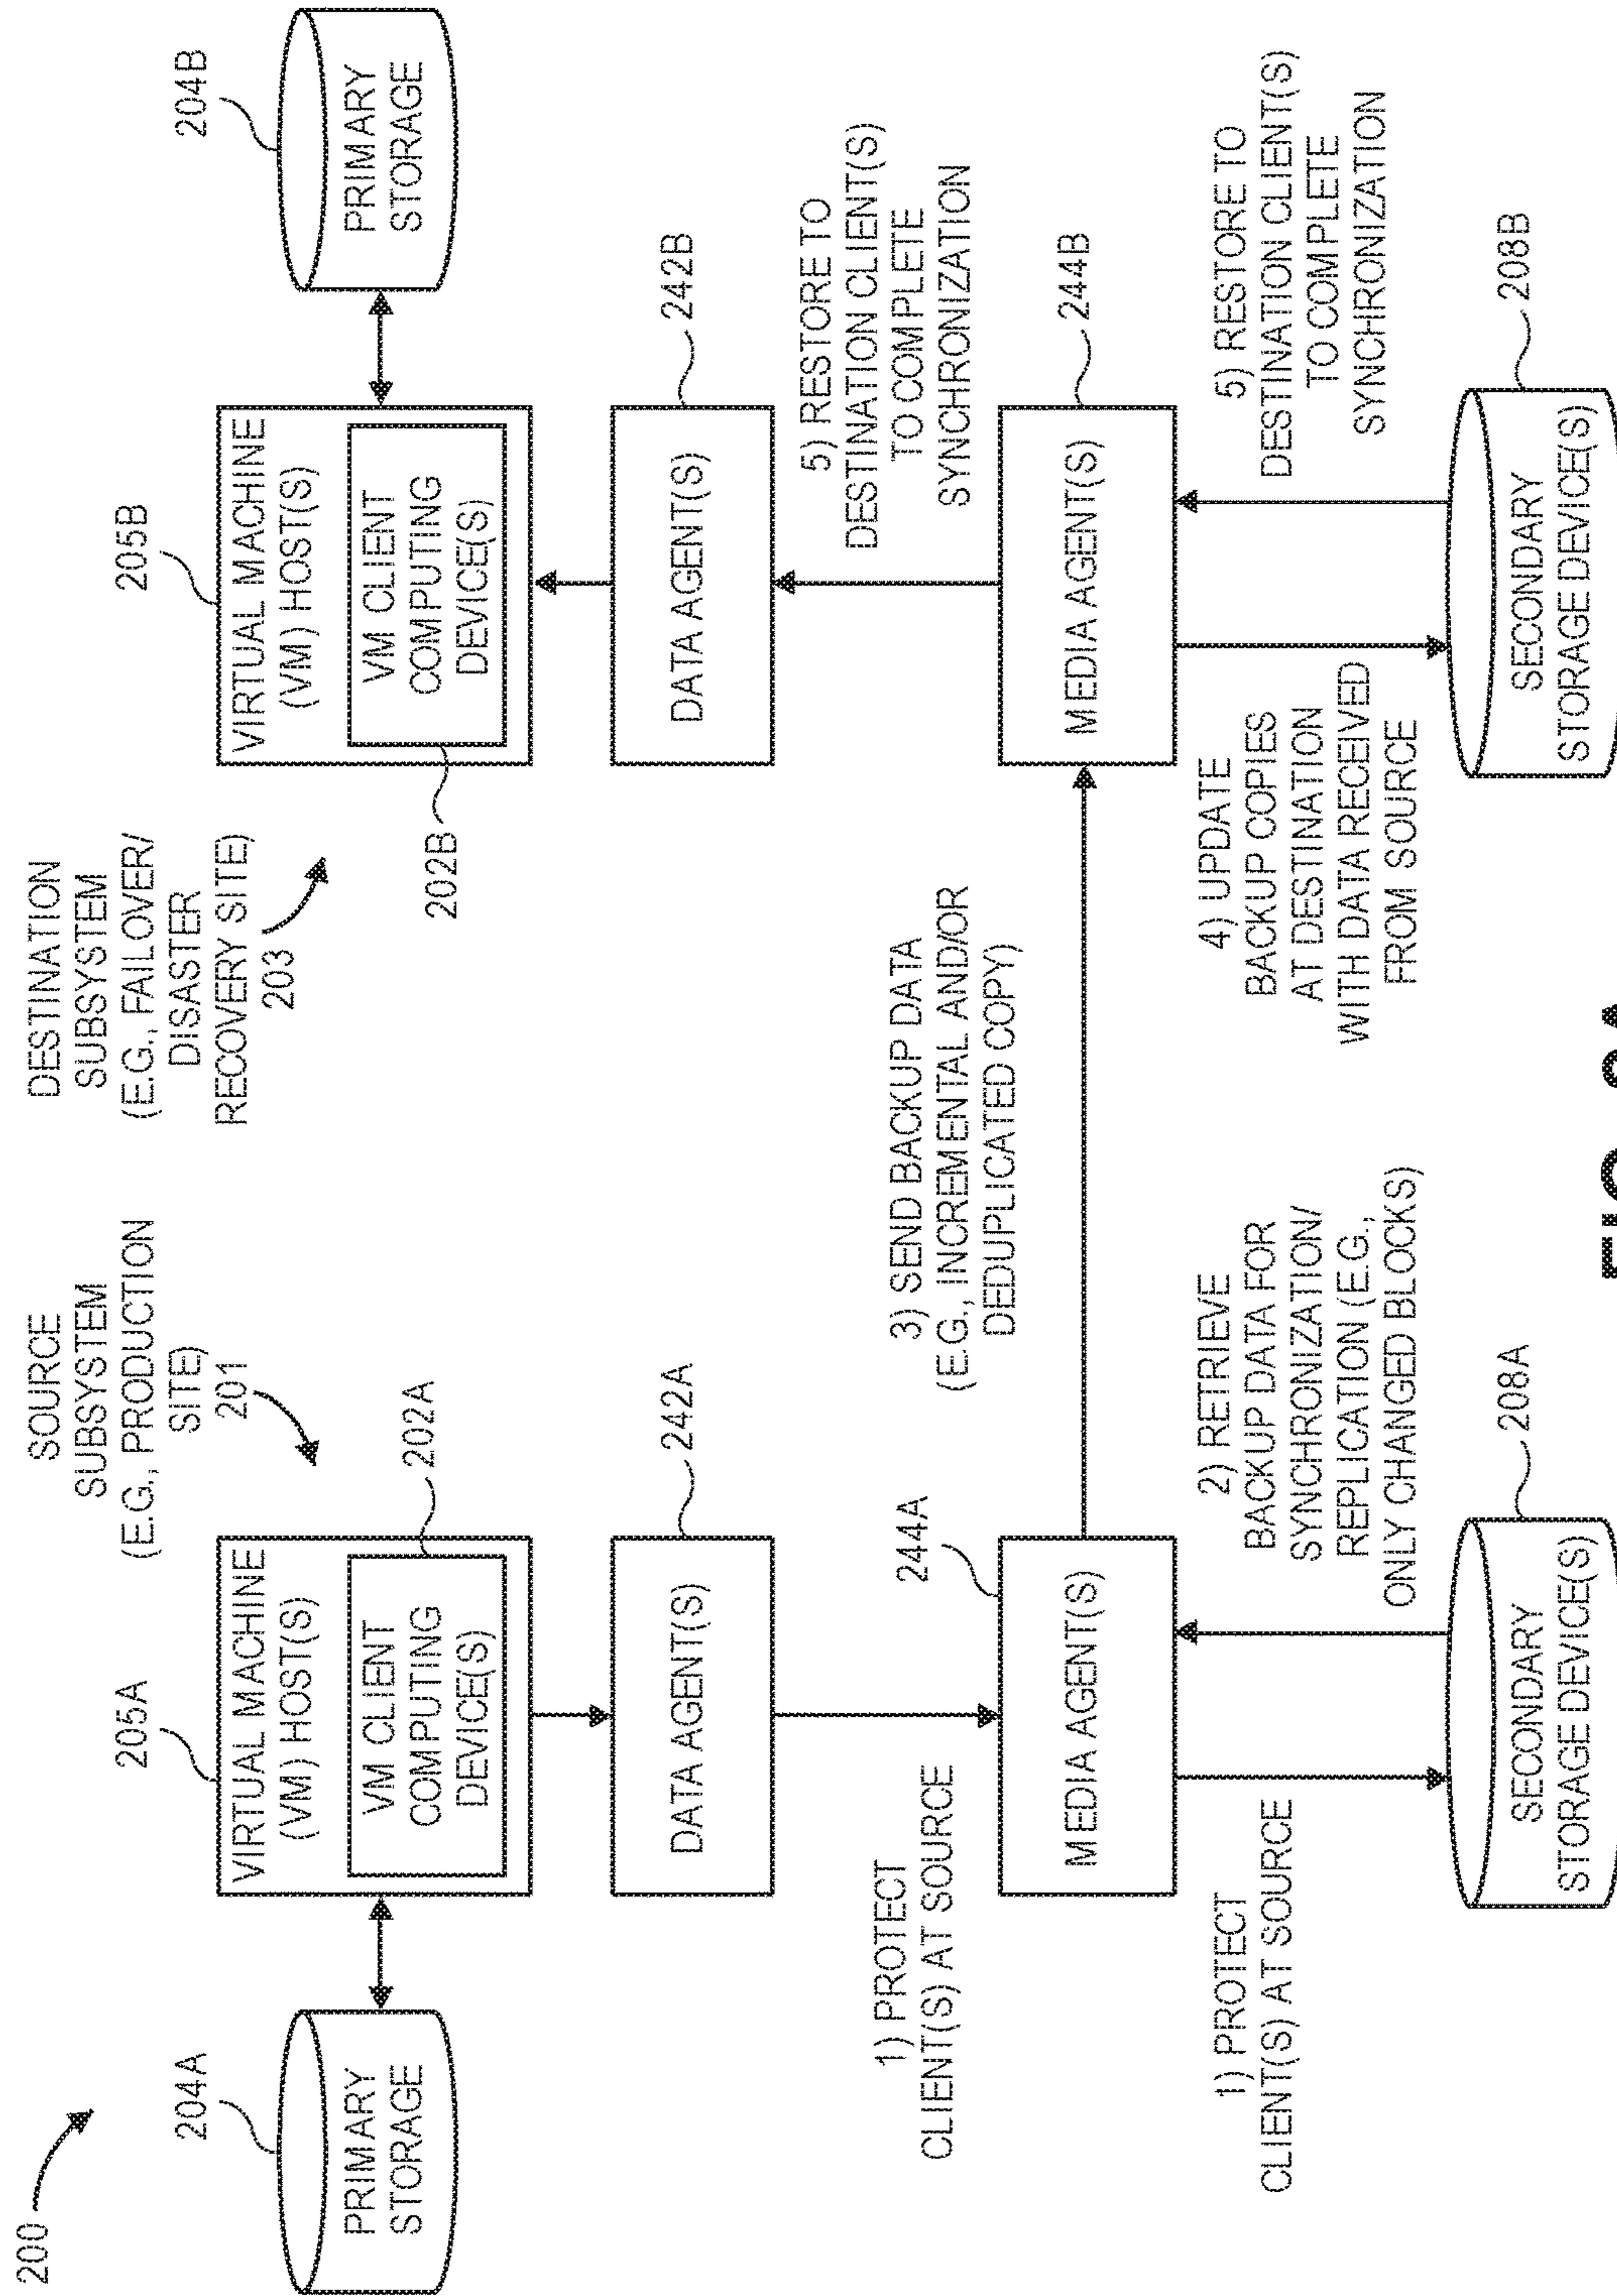 200
SOURCE
SUBSYSTEM
(E.G., PRODUCTION
SITE)
201
DESTINATION
SUBSYSTEM
(E.G., FAILOVER/
DISASTER
RECOVERY SITE)
203
204A
PRIMARY
STORAGE
205A
VIRTUAL MACHINE
(VM) HOST(S)
VM CLIENT
COMPUTING
DEVICE(S)
202A
205B
VIRTUAL MACHINE
(VM) HOST(S)
VM CLIENT
COMPUTING
DEVICE(S)
202B
204B
PRIMARY
STORAGE
DATA AGENT(S)
242A
DATA AGENT(S)
242B
1) PROTECT
CLIENT(S) AT SOURCE
3) SEND BACKUP DATA
(E.G., INCREMENTAL AND/OR
DEDUPLICATED COPY)
5) RESTORE TO
DESTINATION CLIENT(S)
TO COMPLETE
SYNCHRONIZATION
244A
MEDIA AGENT(S)
MEDIA AGENT(S)
244B
1) PROTECT
CLIENT(S) AT SOURCE
2) RETRIEVE
BACKUP DATA FOR
SYNCHRONIZATION/
REPLICATION (E.G.,
ONLY CHANGED BLOCKS)
4) UPDATE
BACKUP COPIES
AT DESTINATION
WITH DATA RECEIVED
FROM SOURCE
5) RESTORE TO
DESTINATION CLIENT(S)
TO COMPLETE
SYNCHRONIZATION
SECONDARY
STORAGE DEVICE(S)
208A
SECONDARY
STORAGE DEVICE(S)
208B